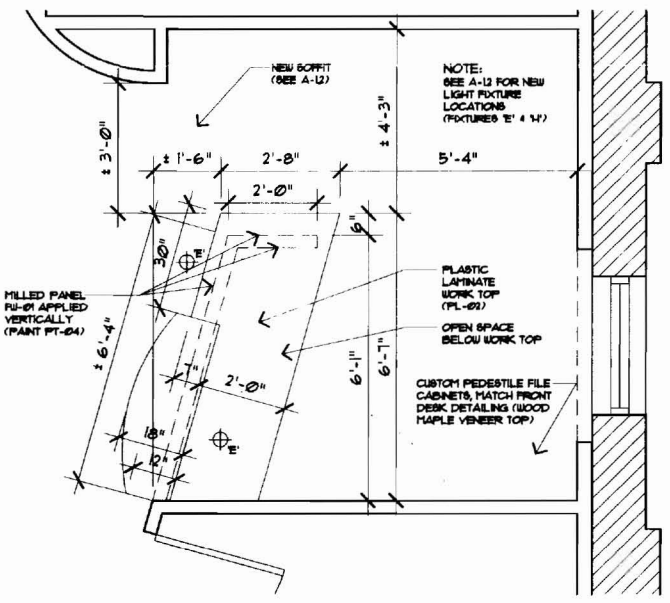 NEW SOFFIT
(SEE A-12)
NOTE:
SEE A-12 FOR NEW
LIGHT FIXTURE
LOCATIONS
(FIXTURES 'E' & 'H')
± 3'-0"
± 4'-3"
± 1'-6"
2'-8"
5'-4"
2'-0"
6"
30"
'E'
MILLED PANEL
PW-01 APPLIED
VERTICALLY
(PAINT PT-04)
± 6'-4"
PLASTIC
LAMINATE
WORK TOP
(PL-02)
OPEN SPACE
BELOW WORK TOP
7"
2'-0"
6'-1"
6'-7"
CUSTOM PEDESTILE FILE
CABINETS, MATCH FRONT
DESK DETAILING (WOOD
MAPLE VENEER TOP)
18"
'E'
12"